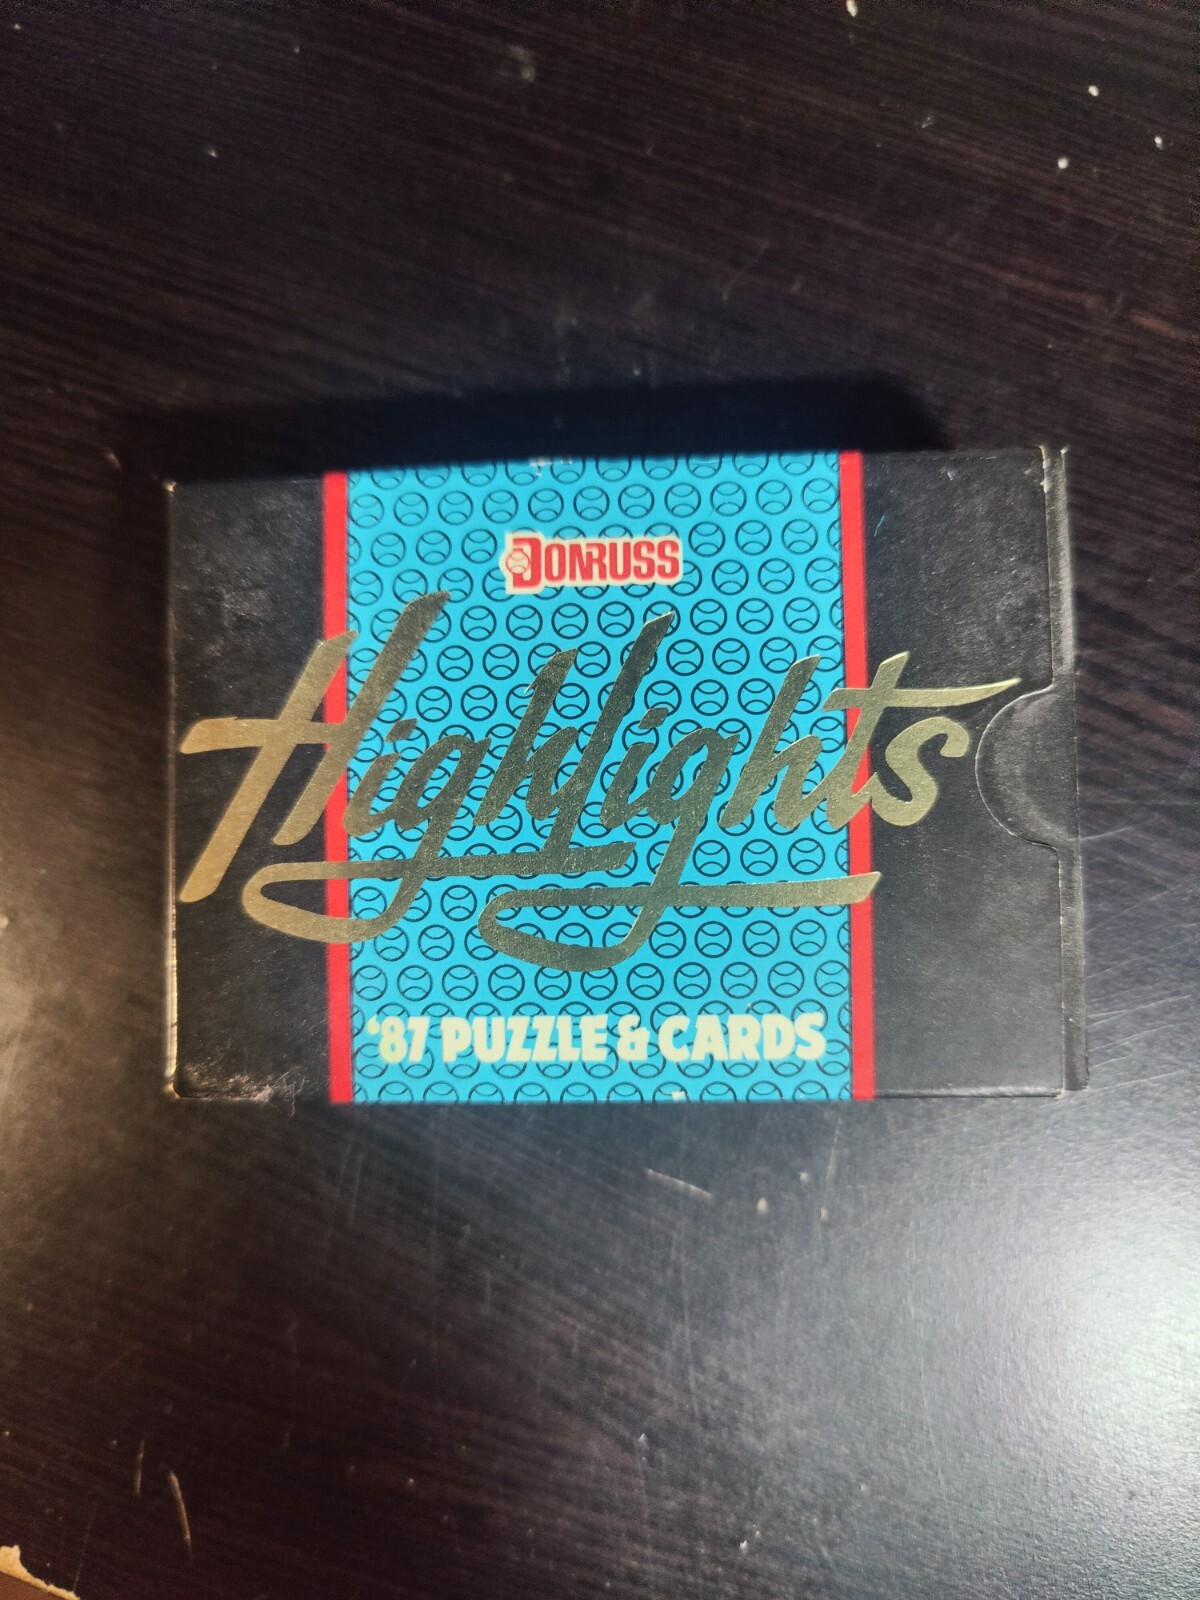 DONRUSS
Highlights
'87 PUZZLE & CARDS